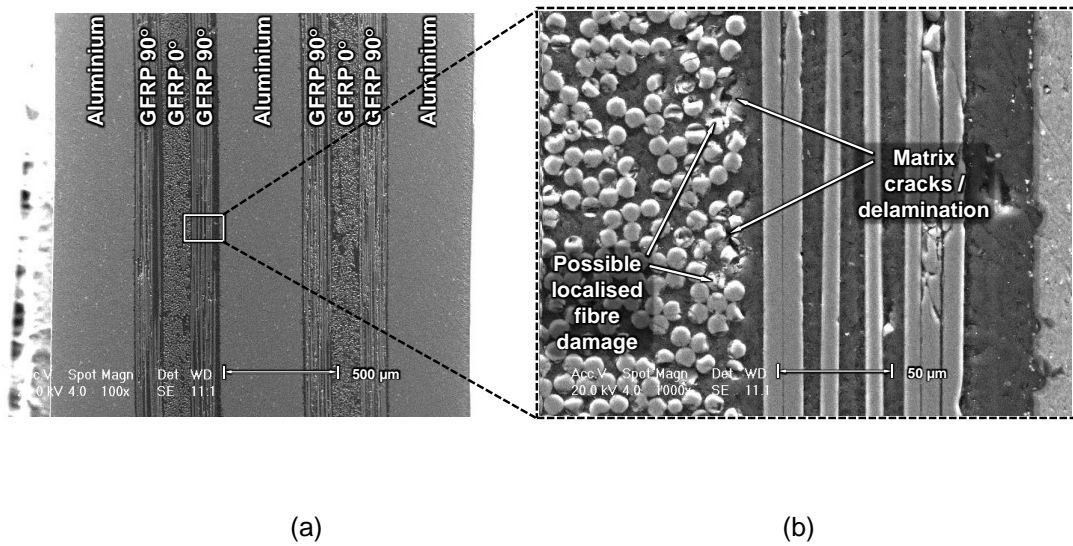 Aluminium
GFRP 90°
GFRP 0°
GFRP 90°
Aluminium
GFRP 90°
GFRP 0°
GFRP 90°
Aluminium
Spot Magn Det WD
500 µm
4.0 100x SE 11.1
Matrix
cracks /
delamination
Possible
localised
fibre
damage
Acc.V Spot Magn Det WD
50 µm
20.0 kV 4.0 1000x SE 11.1
(a)
(b)